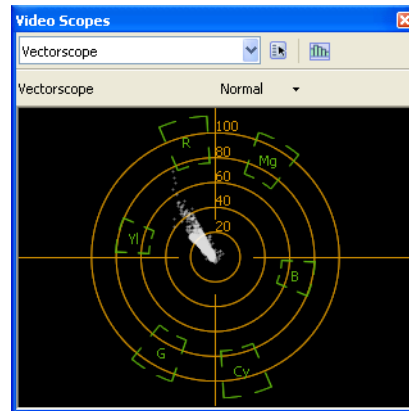 Video Scopes
Vectorscope
Vectorscope Normal
100
R
80
Mg
60
40
20
Yl
B
G
Cy